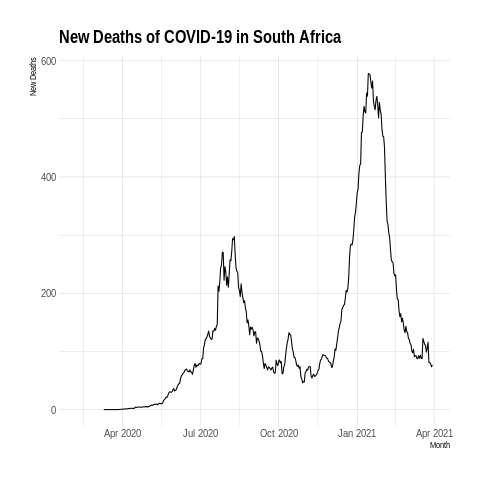 New Deaths of COVID-19 in South Africa
New Deaths
600
400
200
0
Apr 2020 Jul 2020 Oct 2020 Jan 2021 Apr 2021
Month